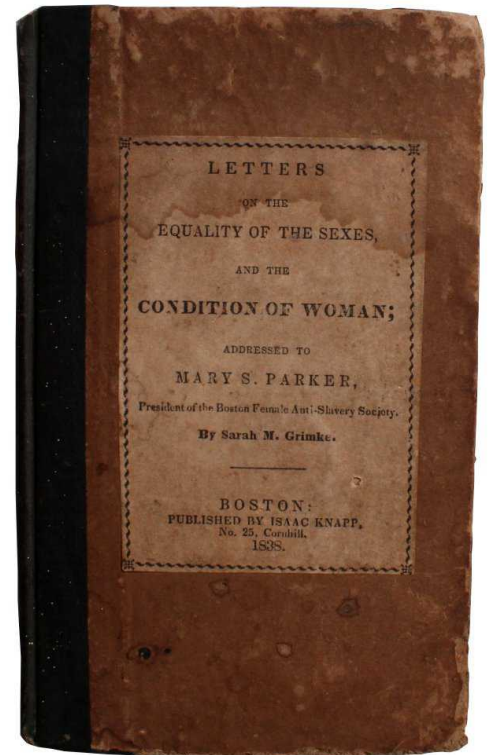 LETTERS
ON THE
EQUALITY OF THE SEXES,
AND THE
CONDITION OF WOMAN;
ADDRESSED TO
MARY S. PARKER,
President of the Boston Female Anti-Slavery Society.
By Sarah M. Grimke.
BOSTON:
PUBLISHED BY ISAAC KNAPP,
No. 25, Cornhill.
1838.